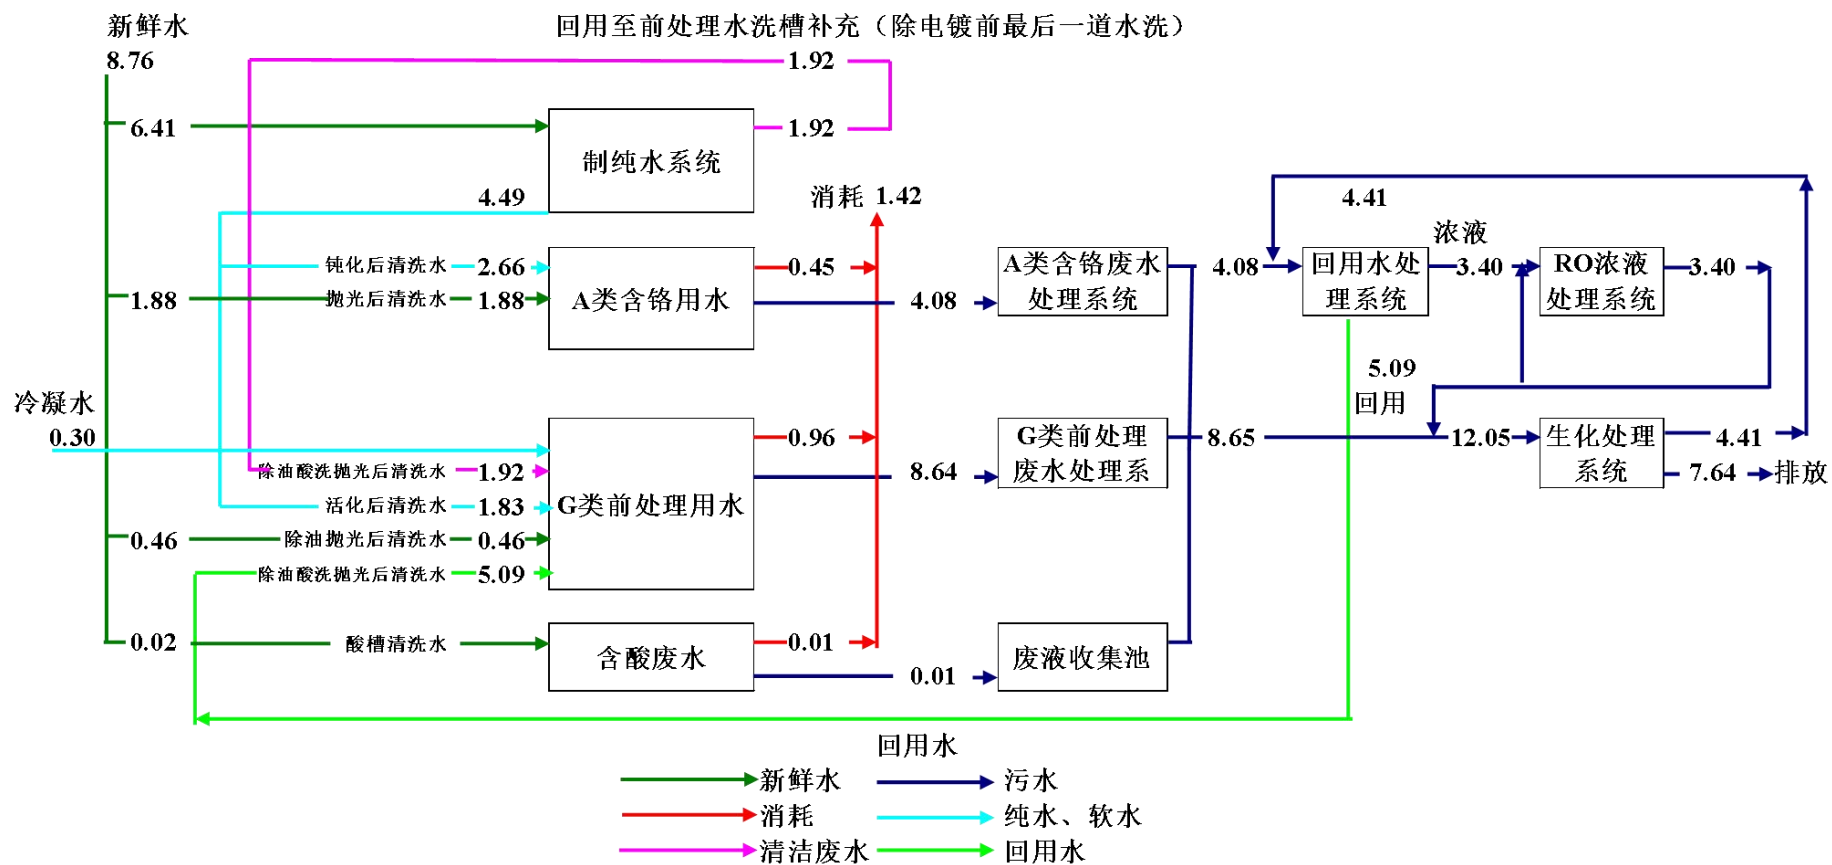 新鲜水
回用至前处理水洗槽补充（除电镀前最后一道水洗）
8.76
1.92
6.41
1.92
制纯水系统
4.49
消耗 1.42
4.41
浓液
钝化后清洗水 2.66
0.45
A类含铬废水
处理系统
4.08
回用水处
理系统
3.40
RO浓液
处理系统
3.40
1.88
抛光后清洗水 1.88
A类含铬用水
4.08
5.09
回用
冷凝水
0.30
0.96
G类前处理
废水处理系
8.65
12.05
生化处理
系统
4.41
7.64
排放
除油酸洗抛光后清洗水 1.92
8.64
活化后清洗水 1.83
G类前处理用水
0.46
除油抛光后清洗水 0.46
除油酸洗抛光后清洗水 5.09
0.02
酸槽清洗水
含酸废水
0.01
0.01
废液收集池
回用水
新鲜水
污水
消耗
纯水、软水
清洁废水
回用水